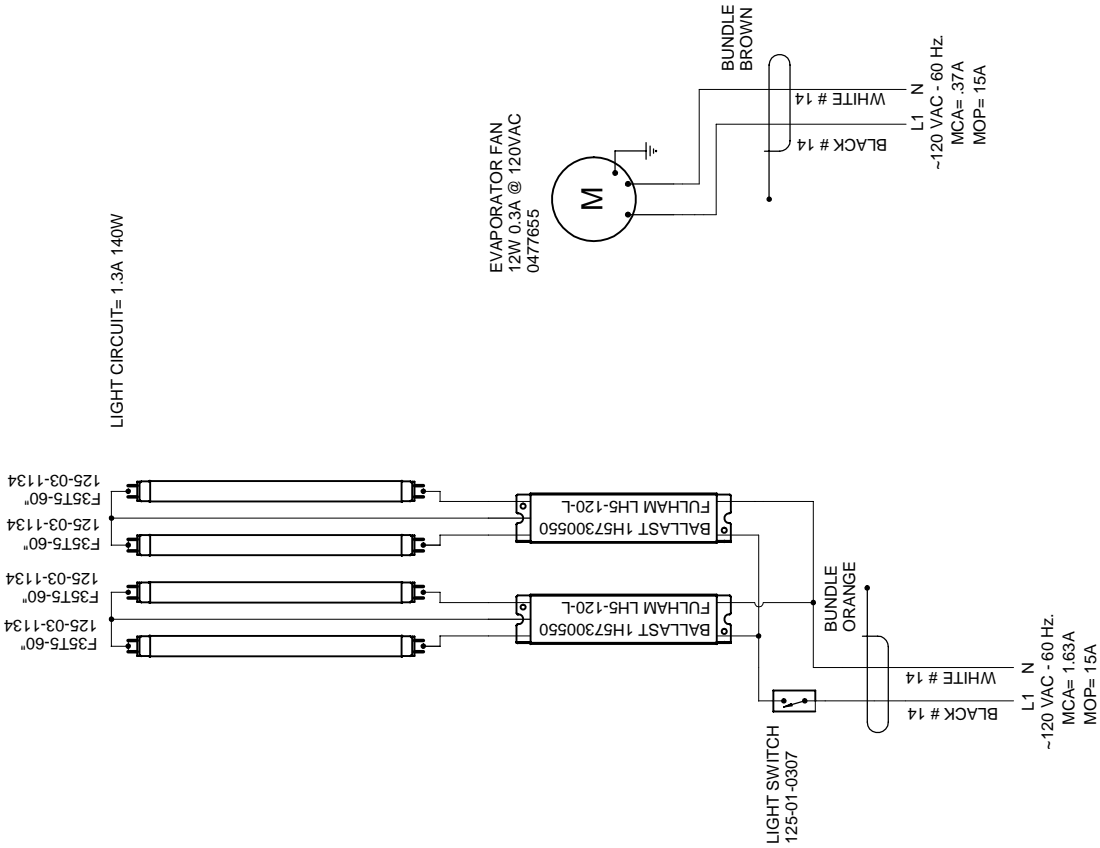 LIGHT CIRCUIT= 1.3A 140W
F35T5-60"
125-03-1134
F35T5-60"
125-03-1134
F35T5-60"
125-03-1134
F35T5-60"
125-03-1134
BALLAST 1H57300550
FULHAM LH5-120-L
BALLAST 1H57300550
FULHAM LH5-120-L
LIGHT SWITCH
125-01-0307
BUNDLE
ORANGE
BLACK # 14
WHITE # 14
L1 N
~120 VAC - 60 Hz.
MCA= 1.63A
MOP= 15A
EVAPORATOR FAN
12W 0.3A @ 120VAC
0477655
M
BUNDLE
BROWN
BLACK # 14
WHITE # 14
L1 N
~120 VAC - 60 Hz.
MCA= .37A
MOP= 15A